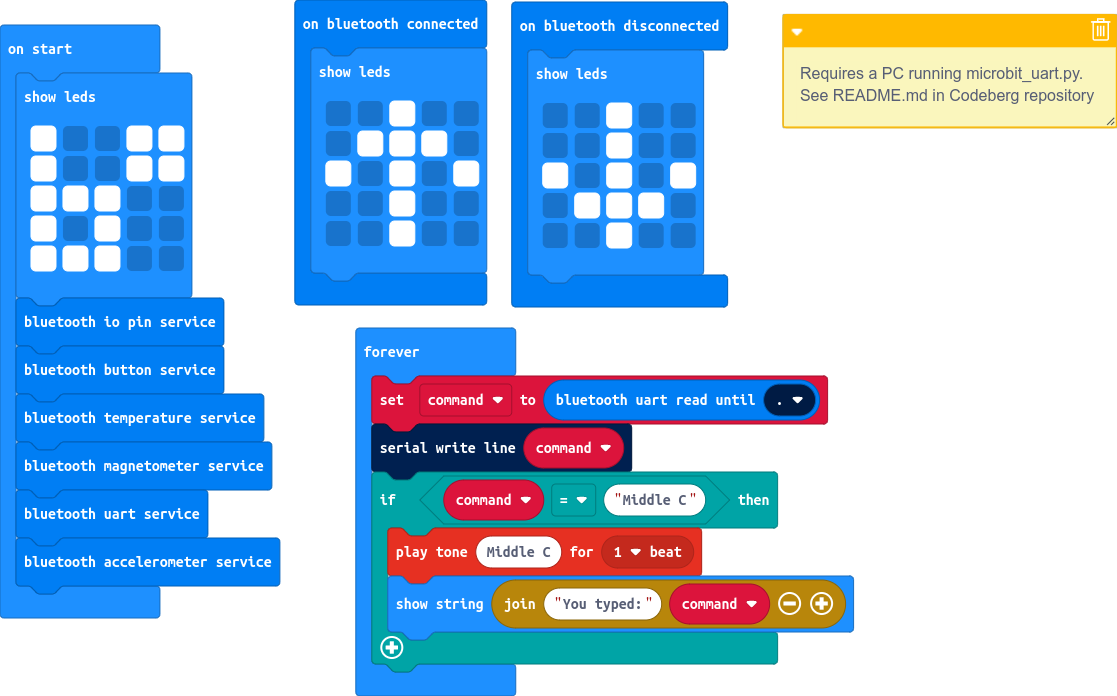 on start
show leds
bluetooth io pin service
bluetooth button service
bluetooth temperature service
bluetooth magnetometer service
bluetooth uart service
bluetooth accelerometer service
on bluetooth connected
show leds
on bluetooth disconnected
show leds
Requires a PC running microbit_uart.py.
See README.md in Codeberg repository
forever
set command to bluetooth uart read until .
serial write line command
if command = "Middle C" then
play tone Middle C for 1 beat
show string join "You typed:" command